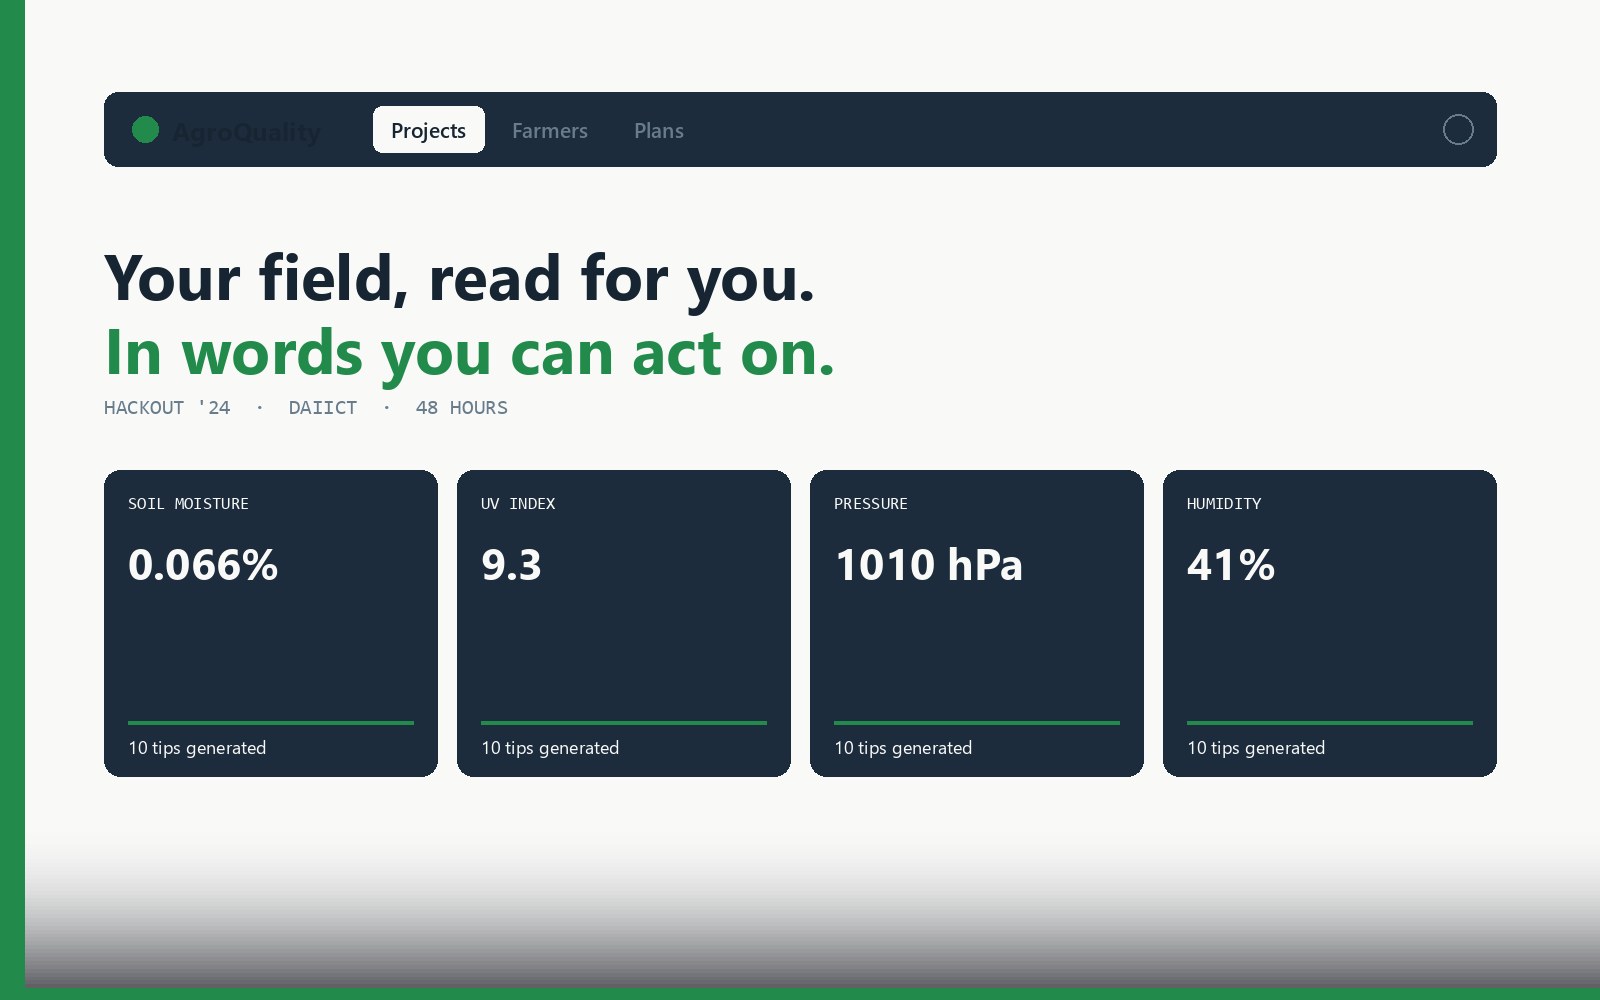 AgroQuality Projects Farmers Plans
Your field, read for you.
In words you can act on.
HACKOUT '24 · DAIICT · 48 HOURS
SOIL MOISTURE
0.066%
10 tips generated
UV INDEX
9.3
10 tips generated
PRESSURE
1010 hPa
10 tips generated
HUMIDITY
41%
10 tips generated